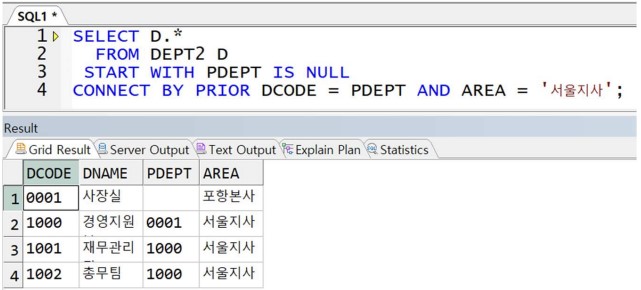 SQL1 *
1 SELECT D.*
2 FROM DEPT2 D
3 START WITH PDEPT IS NULL
4 CONNECT BY PRIOR DCODE = PDEPT AND AREA = '서울지사';
Result
Grid Result Server Output Text Output Explain Plan Statistics
DCODE DNAME PDEPT AREA
1 0001 사장실 포항본사
2 1000 경영지원 0001 서울지사
3 1001 재무관리 1000 서울지사
4 1002 총무팀 1000 서울지사